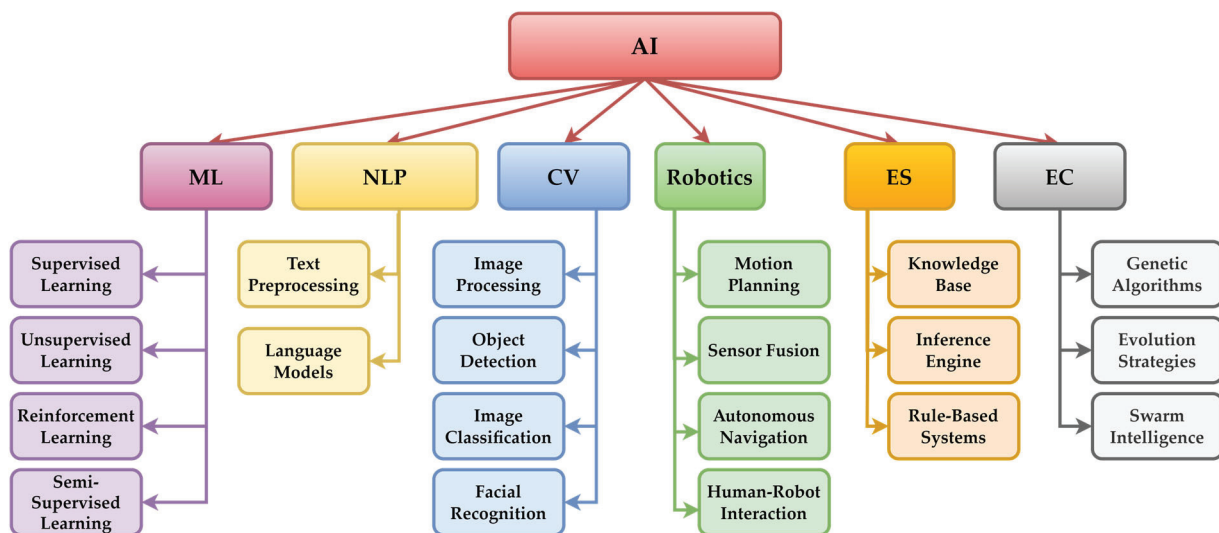 AI
ML
NLP
CV
Robotics
ES
EC
Supervised
Learning
Unsupervised
Learning
Reinforcement
Learning
Semi-
Supervised
Learning
Text
Preprocessing
Language
Models
Image
Processing
Object
Detection
Image
Classification
Facial
Recognition
Motion
Planning
Sensor Fusion
Autonomous
Navigation
Human-Robot
Interaction
Knowledge
Base
Inference
Engine
Rule-Based
Systems
Genetic
Algorithms
Evolution
Strategies
Swarm
Intelligence